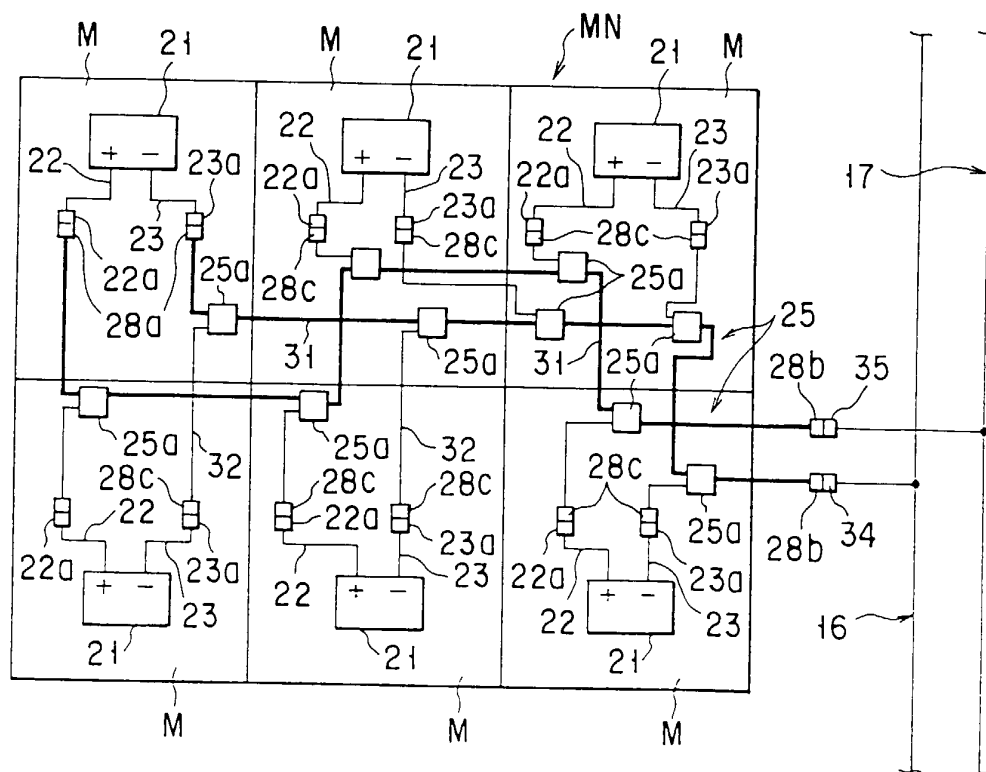 MN
M 21 M M
21 21
22 23 23a 22 23 22 23 17
22a 23a 22a 23a
23 28c 28c
22a 28c 25a
28a 25a 25
31 25a 31 25a 28b 35
25a
25a 25a
32 32
28c 28c 28c 28c 25a 28b 34
22 22a 23a
22a 23a 22a 23a
23 22 23 22 23 16
+ − + − + −
+ − + − + −
21 21 21
M M M